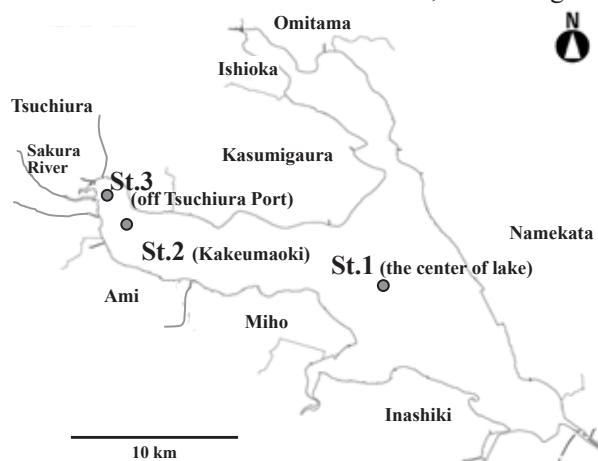 Omitama
N
Ishioka
Tsuchiura
Sakura
River
Kasumigaura
St.3
(off Tsuchiura Port)
Namekata
St.2 (Kakeumaoki)
St.1 (the center of lake)
Ami
Miho
Inashiki
10 km